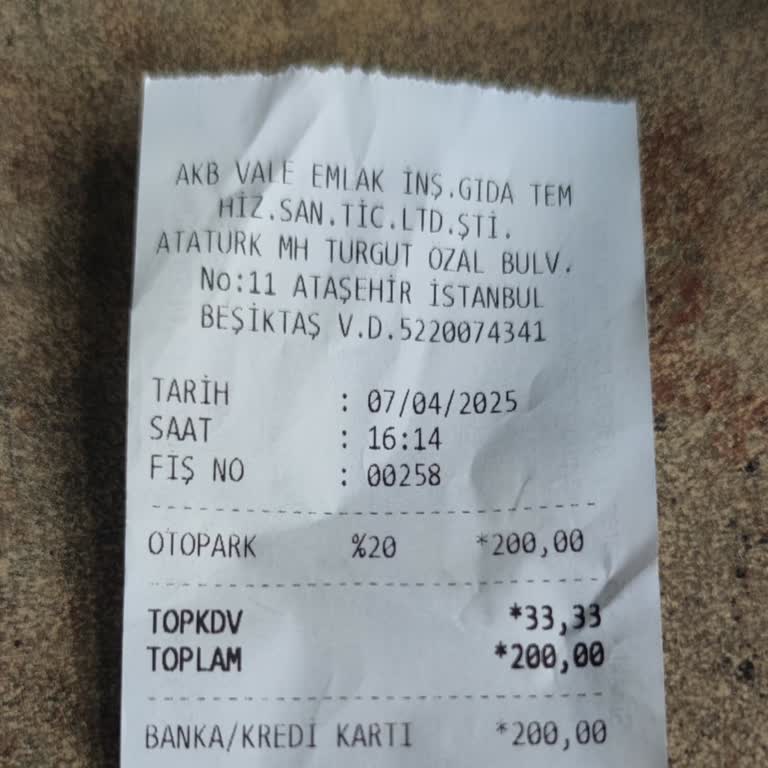 AKB VALE EMLAK İNŞ.GIDA TEM
HİZ.SAN.TİC.LTD.ŞTİ.
ATATURK MH TURGUT OZAL BULV.
No:11 ATAŞEHİR İSTANBUL
BEŞİKTAŞ V.D.5220074341
TARİH : 07/04/2025
SAAT : 16:14
FİŞ NO : 00258
OTOPARK %20 *200,00
TOPKDV *33,33
TOPLAM *200,00
BANKA/KREDİ KARTI *200,00